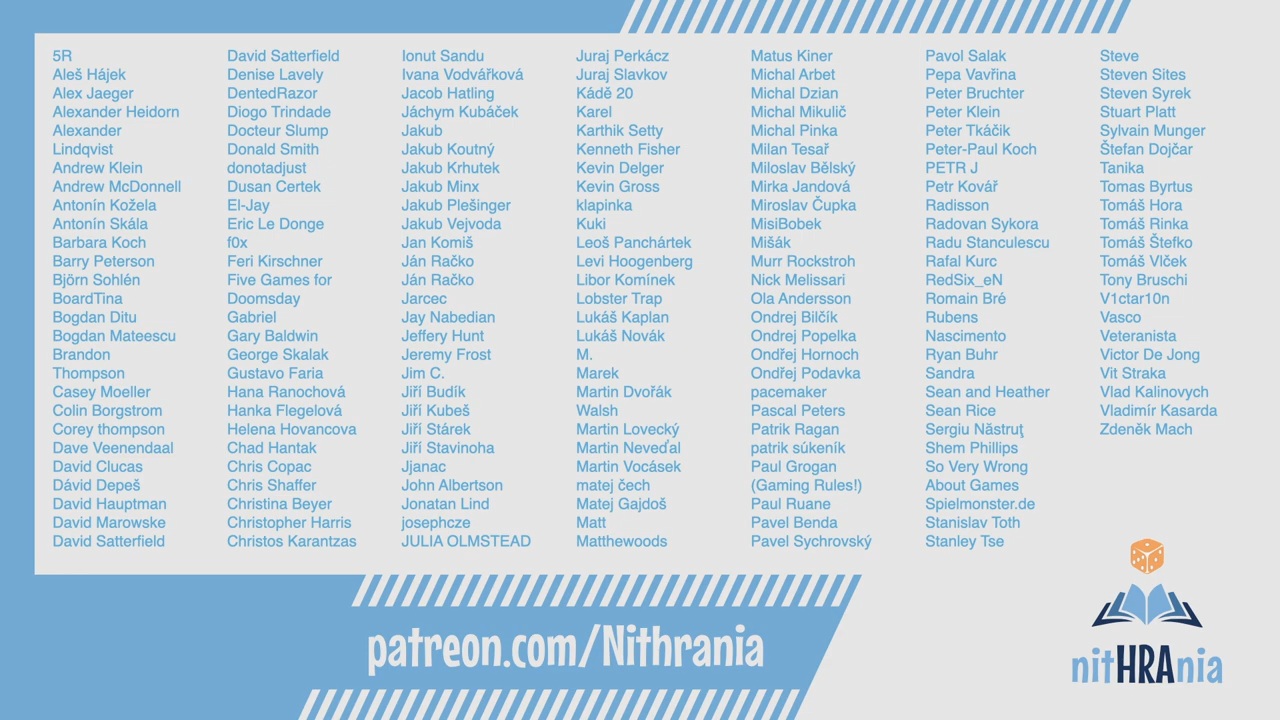 5R
Aleš Hájek
Alex Jaeger
Alexander Heidorn
Alexander
Lindqvist
Andrew Klein
Andrew McDonnell
Antonín Kožela
Antonín Skála
Barbara Koch
Barry Peterson
Björn Sohlén
BoardTina
Bogdan Ditu
Bogdan Mateescu
Brandon
Thompson
Casey Moeller
Colin Borgstrom
Corey thompson
Dave Veenendaal
David Clucas
Dávid Depeš
David Hauptman
David Marowske
David Satterfield
David Satterfield
Denise Lavely
DentedRazor
Diogo Trindade
Docteur Slump
Donald Smith
donotadjust
Dusan Certek
El-Jay
Eric Le Donge
f0x
Feri Kirschner
Five Games for
Doomsday
Gabriel
Gary Baldwin
George Skalak
Gustavo Faria
Hana Ranochová
Hanka Flegelová
Helena Hovancova
Chad Hantak
Chris Copac
Chris Shaffer
Christina Beyer
Christopher Harris
Christos Karantzas
Ionut Sandu
Ivana Vodvářková
Jacob Hatling
Jáchym Kubáček
Jakub
Jakub Koutný
Jakub Krhutek
Jakub Minx
Jakub Plešinger
Jakub Vejvoda
Jan Komiš
Ján Račko
Ján Račko
Jarcec
Jay Nabedian
Jeffery Hunt
Jeremy Frost
Jim C.
Jiří Budík
Jiří Kubeš
Jiří Stárek
Jiří Stavinoha
Jjanac
John Albertson
Jonatan Lind
josephcze
JULIA OLMSTEAD
Juraj Perkácz
Juraj Slavkov
Kádě 20
Karel
Karthik Setty
Kenneth Fisher
Kevin Delger
Kevin Gross
klapinka
Kuki
Leoš Panchártek
Levi Hoogenberg
Libor Komínek
Lobster Trap
Lukáš Kaplan
Lukáš Novák
M.
Marek
Martin Dvořák
Walsh
Martin Lovecký
Martin Neveďal
Martin Vocásek
matej čech
Matej Gajdoš
Matt
Matthewoods
Matus Kiner
Michal Arbet
Michal Dzian
Michal Mikulič
Michal Pinka
Milan Tesař
Miloslav Bělský
Mirka Jandová
Miroslav Čupka
MisiBobek
Mišák
Murr Rockstroh
Nick Melissari
Ola Andersson
Ondrej Bilčík
Ondrej Popelka
Ondřej Hornoch
Ondřej Podavka
pacemaker
Pascal Peters
Patrik Ragan
patrik súkeník
Paul Grogan
(Gaming Rules!)
Paul Ruane
Pavel Benda
Pavel Sychrovský
Pavol Salak
Pepa Vavřina
Peter Bruchter
Peter Klein
Peter Tkáčik
Peter-Paul Koch
PETR J
Petr Kovář
Radisson
Radovan Sykora
Radu Stanculescu
Rafal Kurc
RedSix_eN
Romain Bré
Rubens
Nascimento
Ryan Buhr
Sandra
Sean and Heather
Sean Rice
Sergiu Năstruţ
Shem Phillips
So Very Wrong
About Games
Spielmonster.de
Stanislav Toth
Stanley Tse
Steve
Steven Sites
Steven Syrek
Stuart Platt
Sylvain Munger
Štefan Dojčar
Tanika
Tomas Byrtus
Tomáš Hora
Tomáš Rinka
Tomáš Štefko
Tomáš Vlček
Tony Bruschi
V1ctar10n
Vasco
Veteranista
Victor De Jong
Vit Straka
Vlad Kalinovych
Vladimír Kasarda
Zdeněk Mach
patreon.com/Nithrania
nitHRAnia